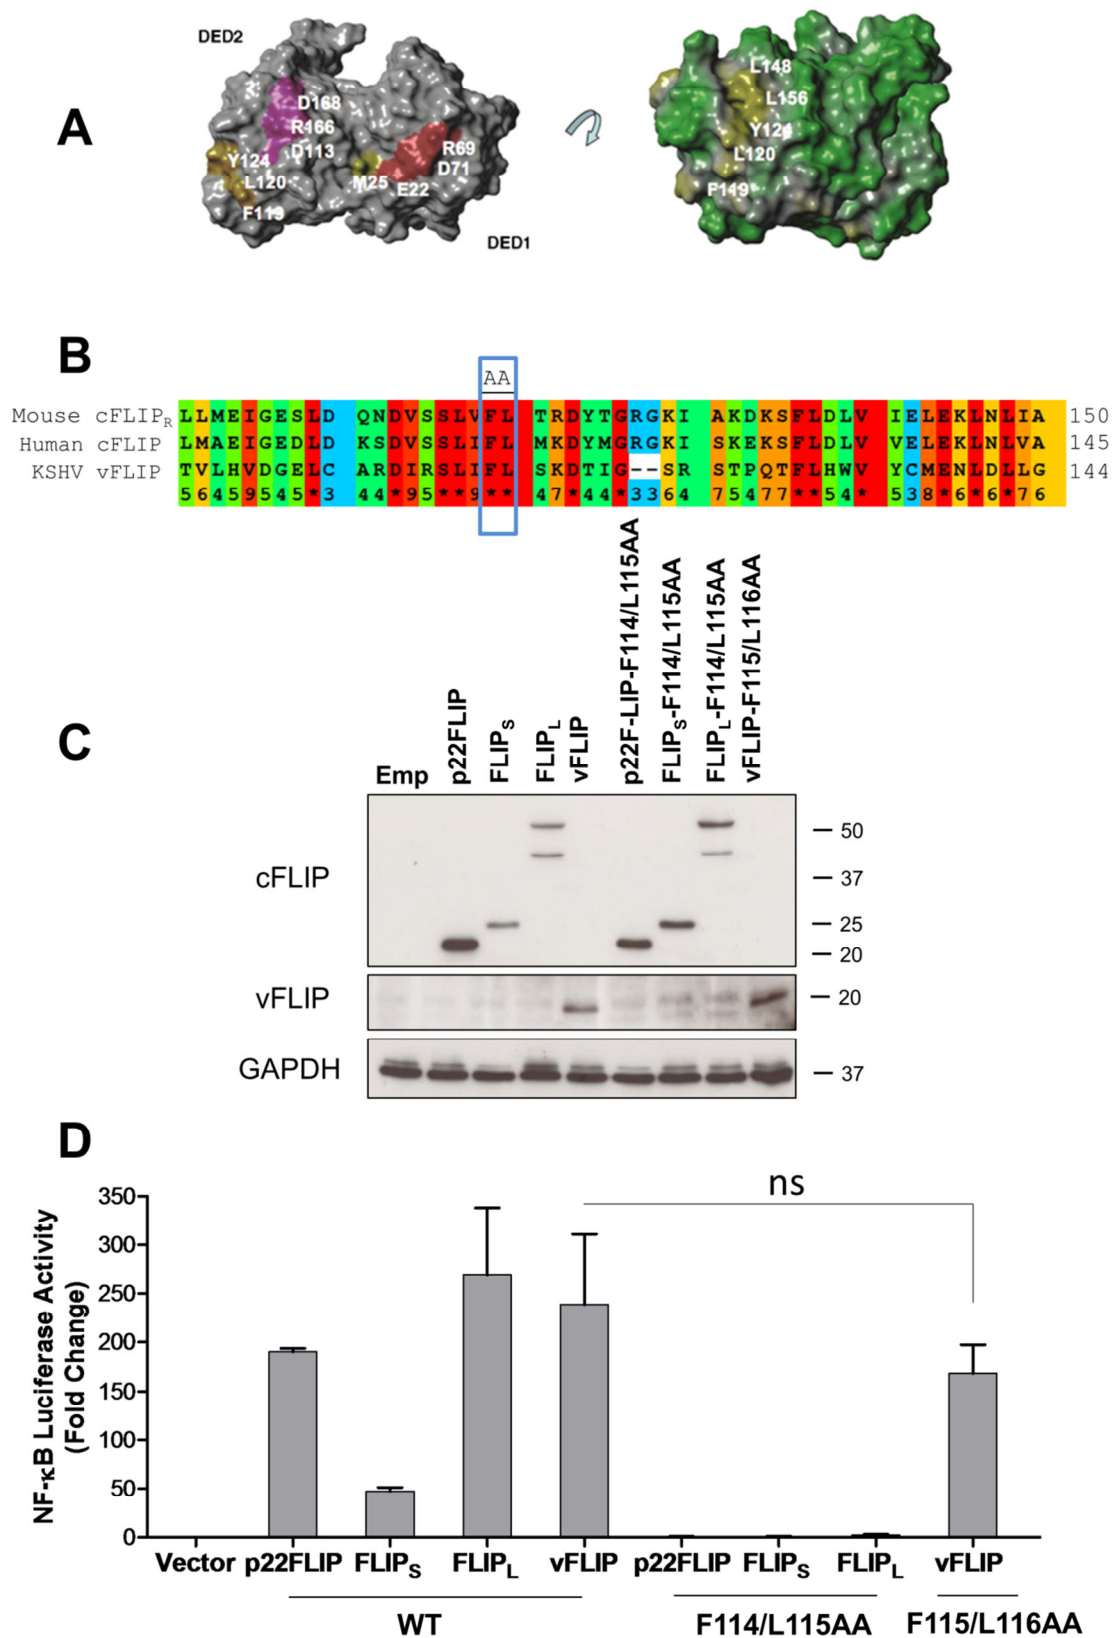 A
DED2
D168
R166
D113
Y124
L120
F119
M25
E22
R69
D71
DED1
L148
L156
Y124
L120
F119
B
AA
Mouse cFLIPR LLMEIGESLD QNDVSSLVFL TRDYTGRGKI AKDKSFLDLV IELEKLNLIA 150
Human cFLIP LMAEIGEDLD KSDVSSLIFL MKDYMGRGKI SKEKSFLDLV VELEKLNLVA 145
KSHV vFLIP TVLHVDGELC ARDIRSLIFL SKDTIG--SR STPQTFLHWV YCMENLDLLG 144
56459545*3 44*95**9** 47*44*3364 75477**54* 538*6*6*76
C
Emp
p22FLIP
FLIPS
FLIPL
vFLIP
p22F-LIP-F114/L115AA
FLIPS-F114/L115AA
FLIPL-F114/L115AA
vFLIP-F115/L116AA
cFLIP
50
37
25
20
vFLIP
20
GAPDH
37
D
NF-κB Luciferase Activity
(Fold Change)
350
300
250
200
150
100
50
0
ns
Vector p22FLIP FLIPS FLIPL vFLIP p22FLIP FLIPS FLIPL vFLIP
WT F114/L115AA F115/L116AA